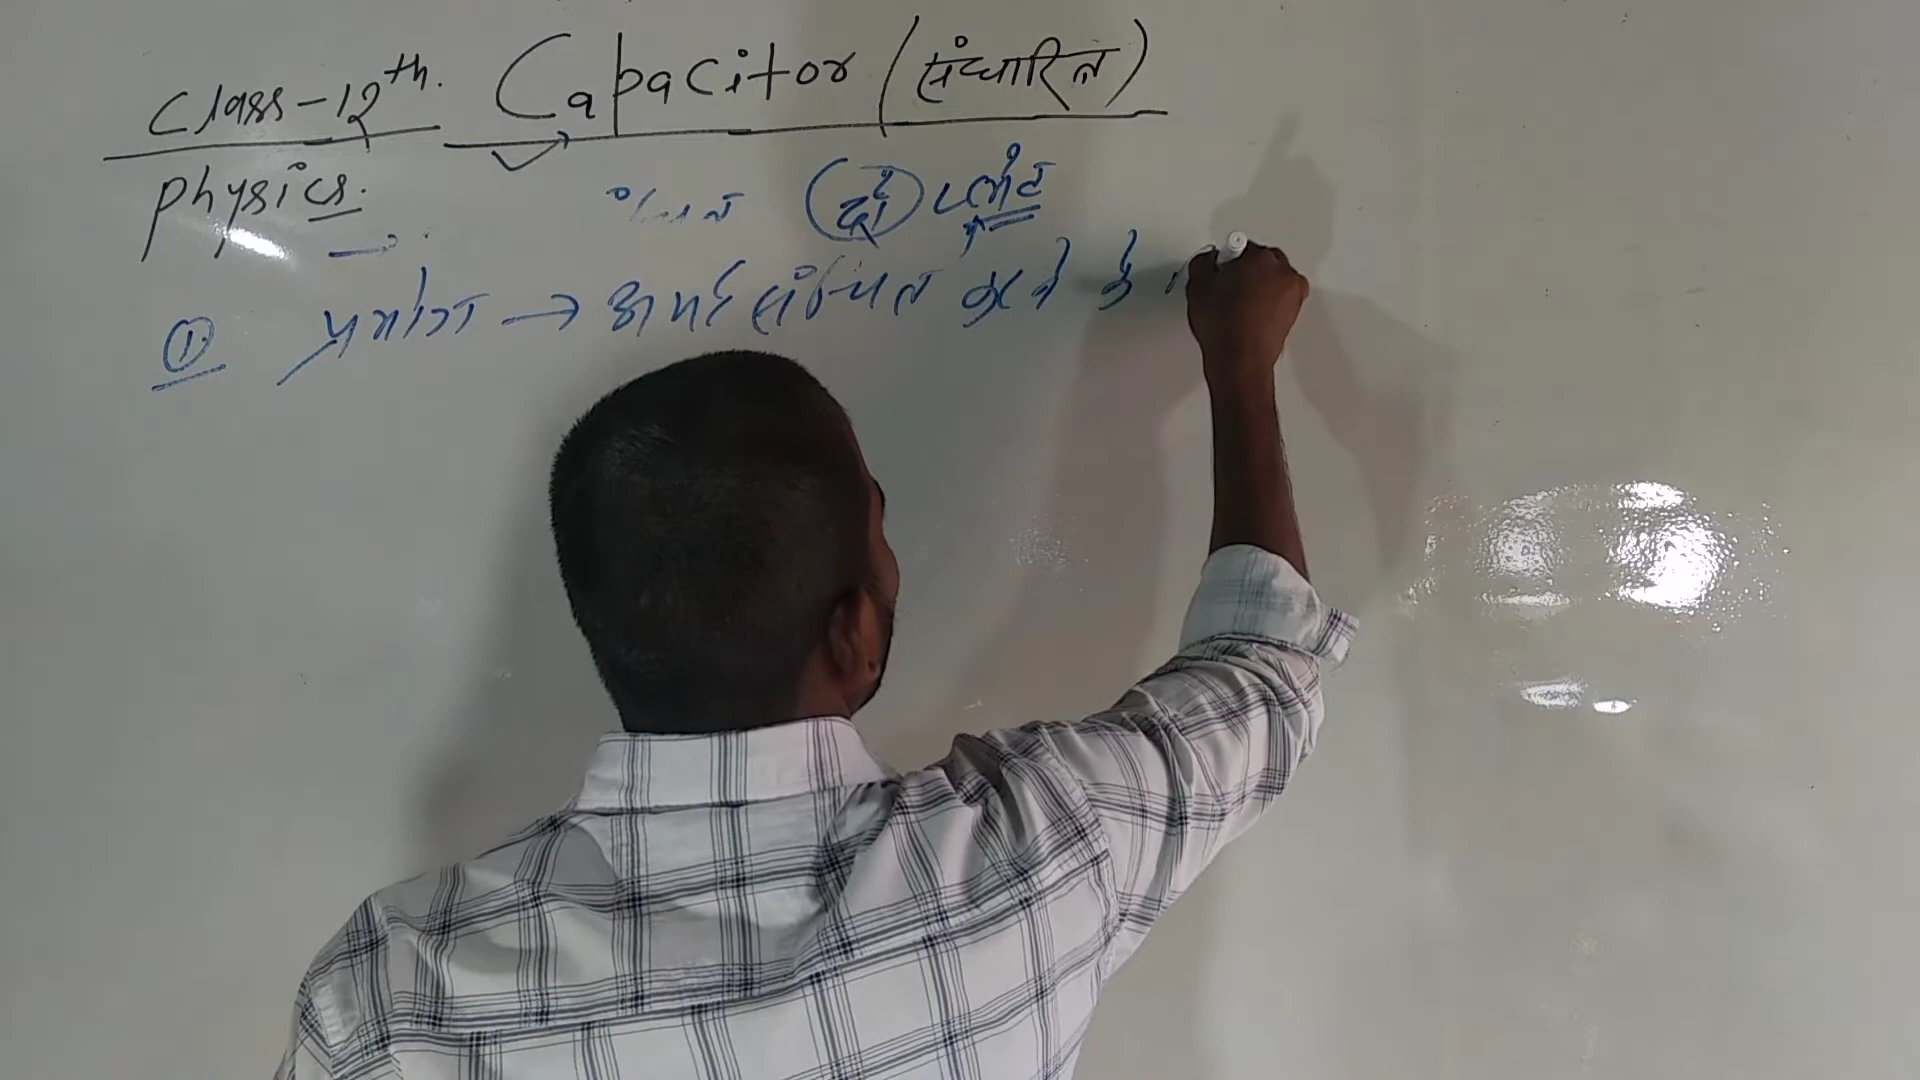 Class-12th. Capacitor (संधारित्र)
Physics.
(दो) प्लेट
① प्रयोग → आवेश संचित करने के